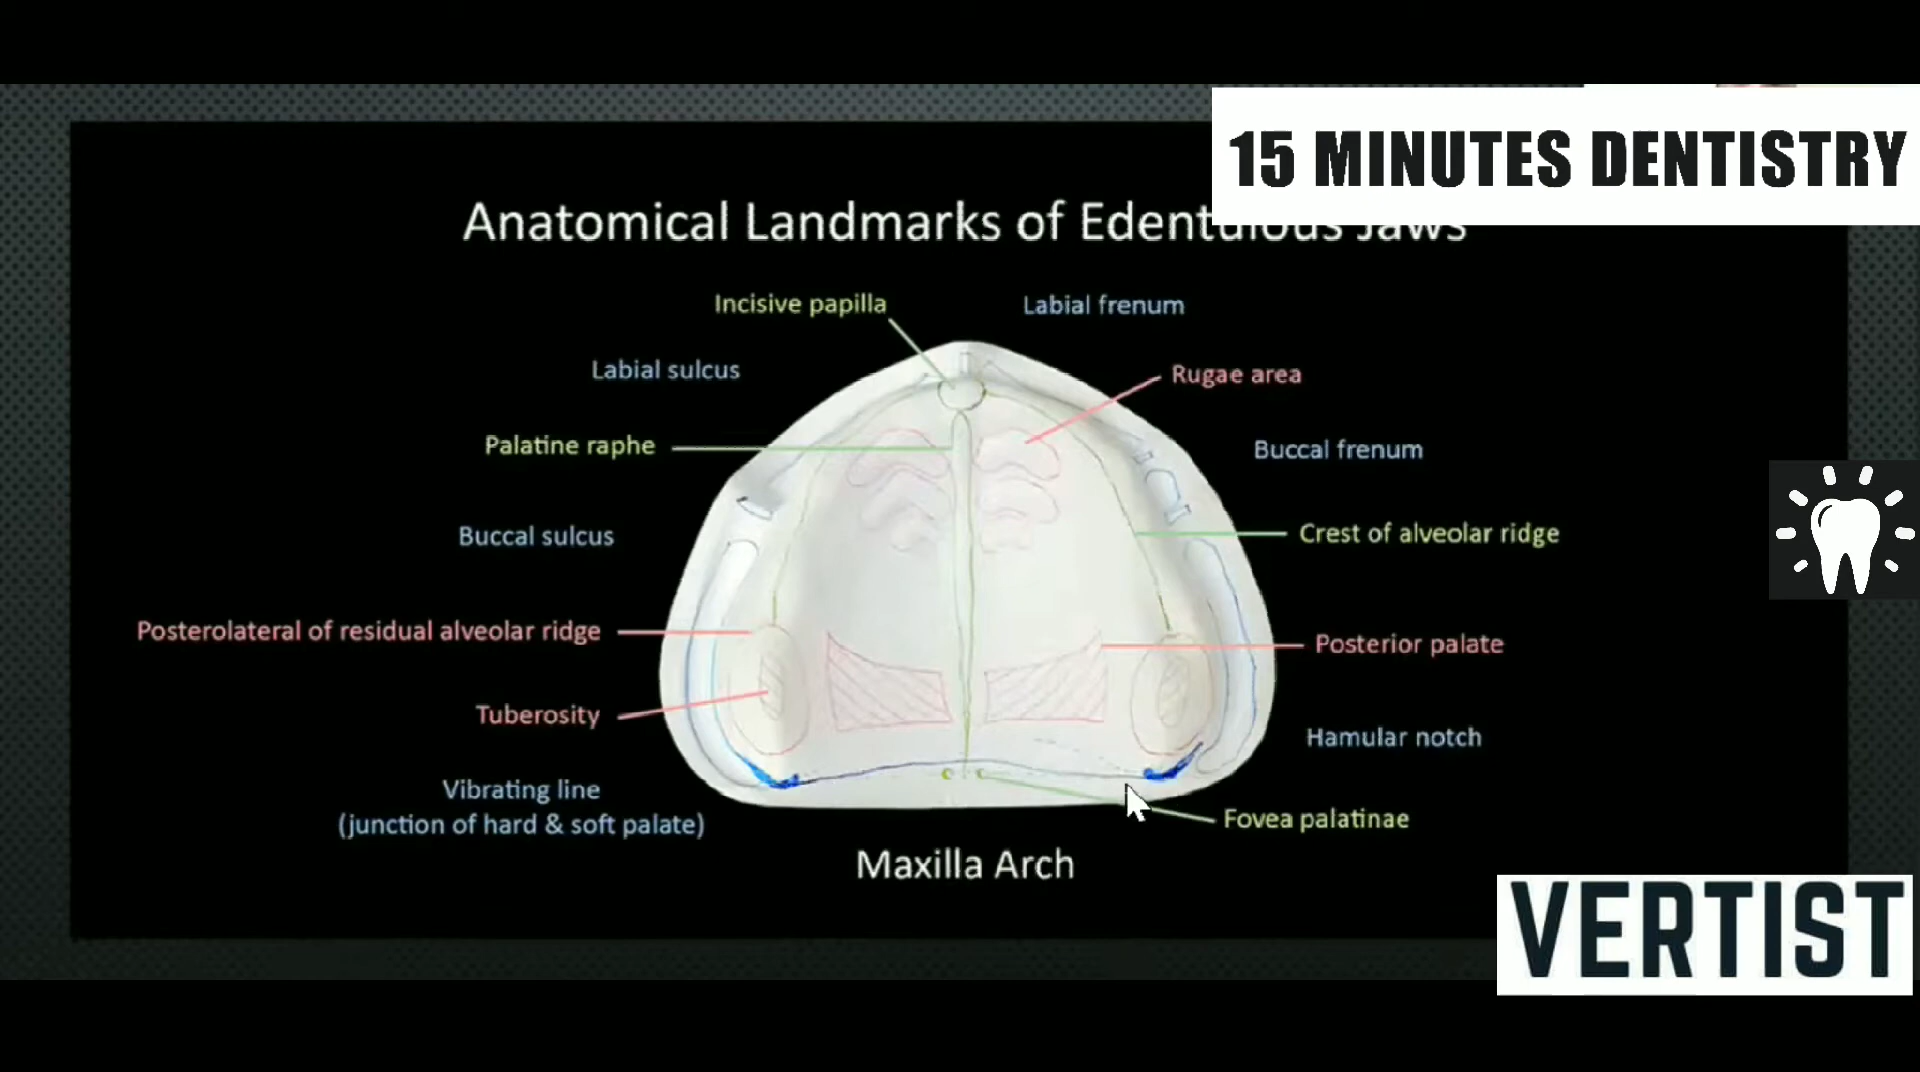 15 MINUTES DENTISTRY
Anatomical Landmarks of Edentulous Jaws
Incisive papilla
Labial frenum
Labial sulcus
Rugae area
Palatine raphe
Buccal frenum
Buccal sulcus
Crest of alveolar ridge
Posterolateral of residual alveolar ridge
Posterior palate
Tuberosity
Hamular notch
Vibrating line
(junction of hard & soft palate)
Fovea palatinae
Maxilla Arch
VERTIST